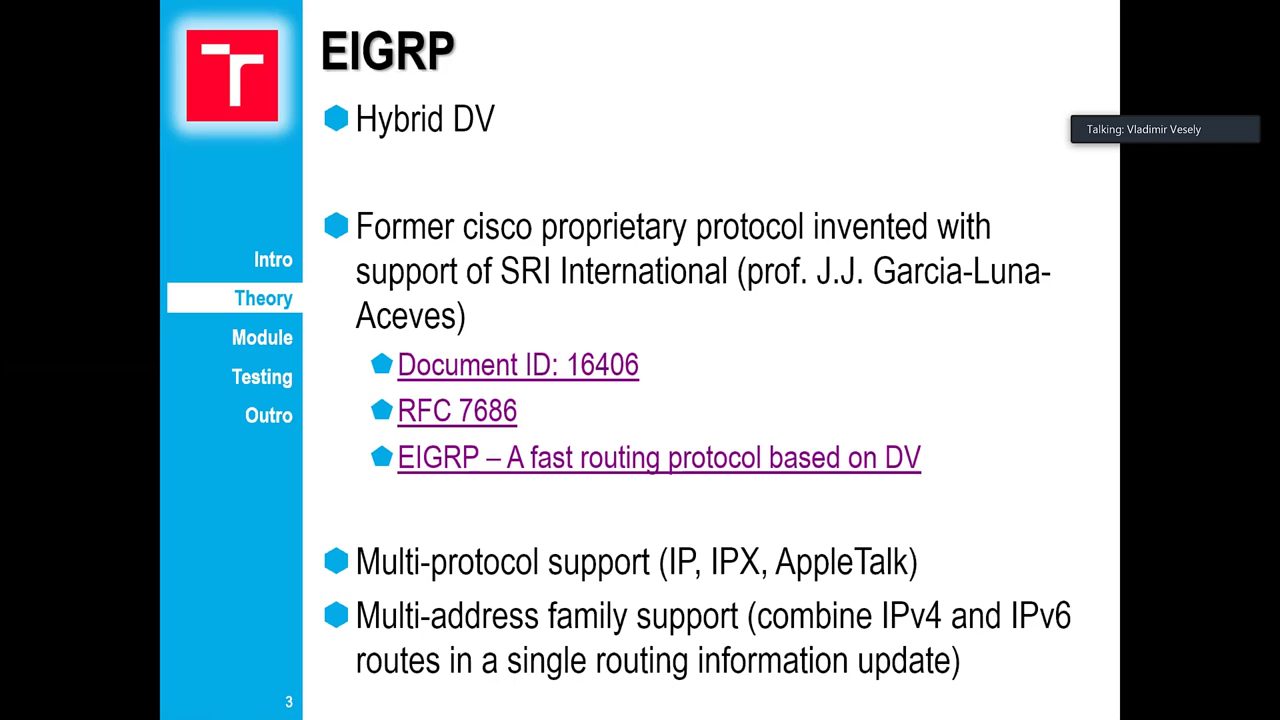 EIGRP
Hybrid DV
Talking: Vladimir Vesely
Former cisco proprietary protocol invented with
support of SRI International (prof. J.J. Garcia-Luna-
Aceves)
Document ID: 16406
RFC 7686
EIGRP – A fast routing protocol based on DV
Multi-protocol support (IP, IPX, AppleTalk)
Multi-address family support (combine IPv4 and IPv6
routes in a single routing information update)
Intro
Theory
Module
Testing
Outro
3